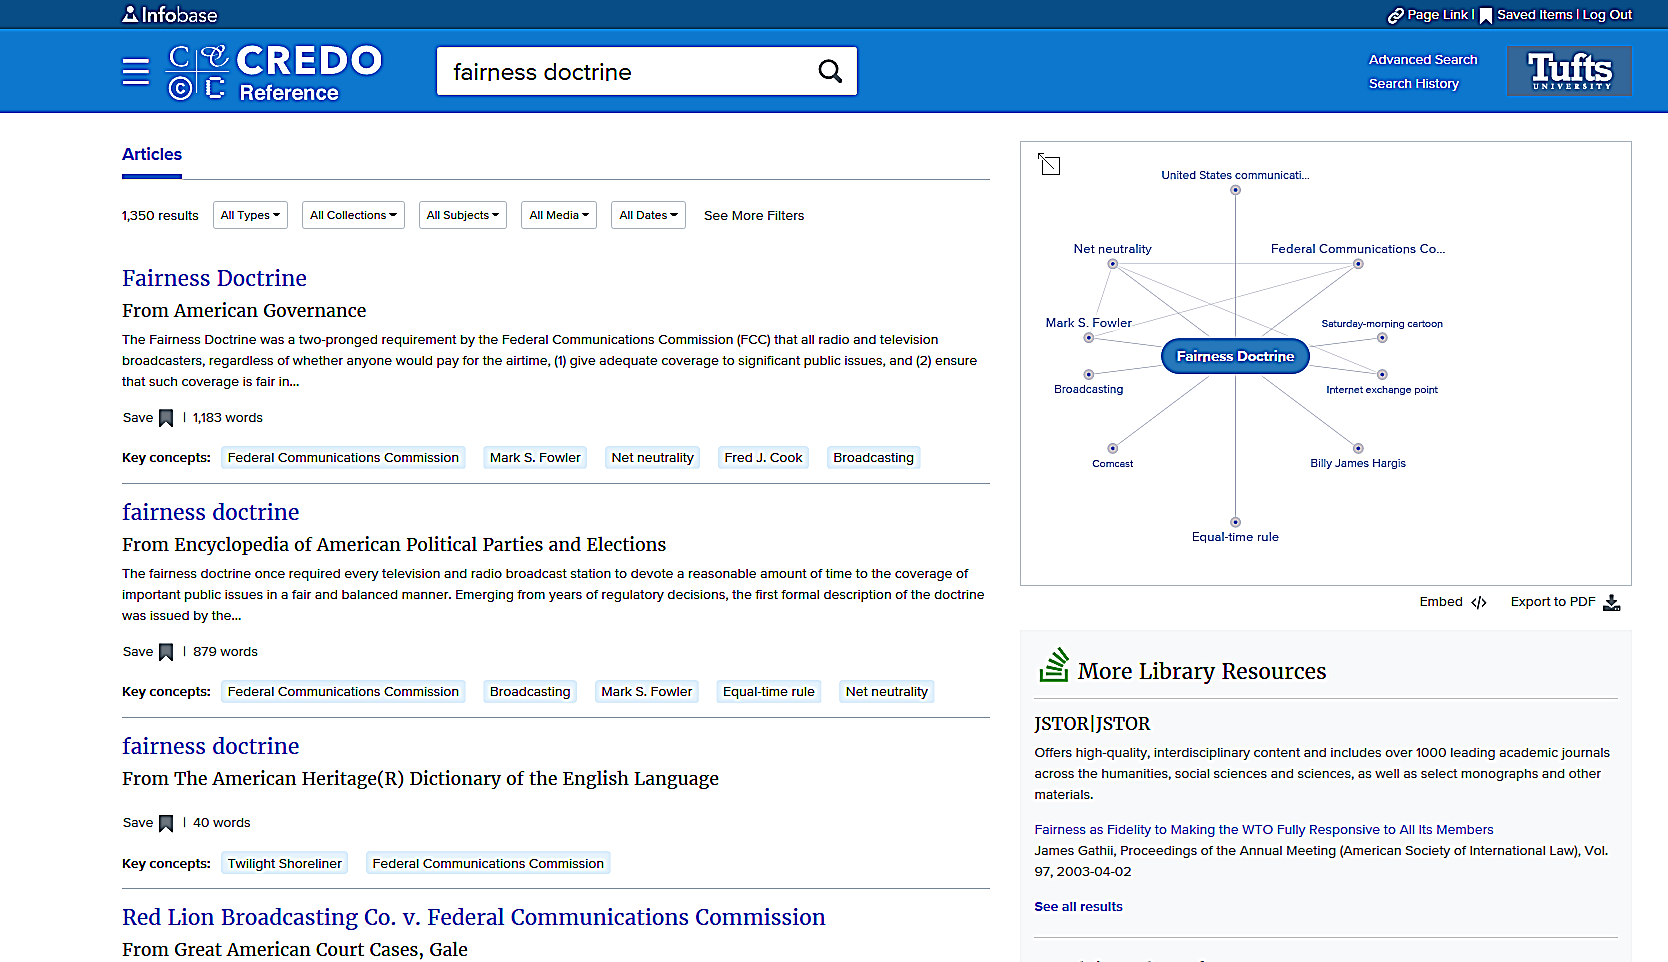 Infobase
Page Link | Saved Items | Log Out
CREDO
Reference
fairness doctrine
Advanced Search
Search History
Tufts
UNIVERSITY
Articles
1,350 results All Types All Collections All Subjects All Media All Dates See More Filters
Fairness Doctrine
From American Governance
The Fairness Doctrine was a two-pronged requirement by the Federal Communications Commission (FCC) that all radio and television
broadcasters, regardless of whether anyone would pay for the airtime, (1) give adequate coverage to significant public issues, and (2) ensure
that such coverage is fair in...
Save | 1,183 words
Key concepts: Federal Communications Commission Mark S. Fowler Net neutrality Fred J. Cook Broadcasting
fairness doctrine
From Encyclopedia of American Political Parties and Elections
The fairness doctrine once required every television and radio broadcast station to devote a reasonable amount of time to the coverage of
important public issues in a fair and balanced manner. Emerging from years of regulatory decisions, the first formal description of the doctrine
was issued by the...
Save | 879 words
Key concepts: Federal Communications Commission Broadcasting Mark S. Fowler Equal-time rule Net neutrality
fairness doctrine
From The American Heritage(R) Dictionary of the English Language
Save | 40 words
Key concepts: Twilight Shoreliner Federal Communications Commission
Red Lion Broadcasting Co. v. Federal Communications Commission
From Great American Court Cases, Gale
United States communicati...
Net neutrality
Federal Communications Co...
Mark S. Fowler
Saturday-morning cartoon
Fairness Doctrine
Broadcasting
Internet exchange point
Comcast
Billy James Hargis
Equal-time rule
Embed </> Export to PDF
More Library Resources
JSTOR|JSTOR
Offers high-quality, interdisciplinary content and includes over 1000 leading academic journals
across the humanities, social sciences and sciences, as well as select monographs and other
materials.
Fairness as Fidelity to Making the WTO Fully Responsive to All Its Members
James Gathii, Proceedings of the Annual Meeting (American Society of International Law), Vol.
97, 2003-04-02
See all results